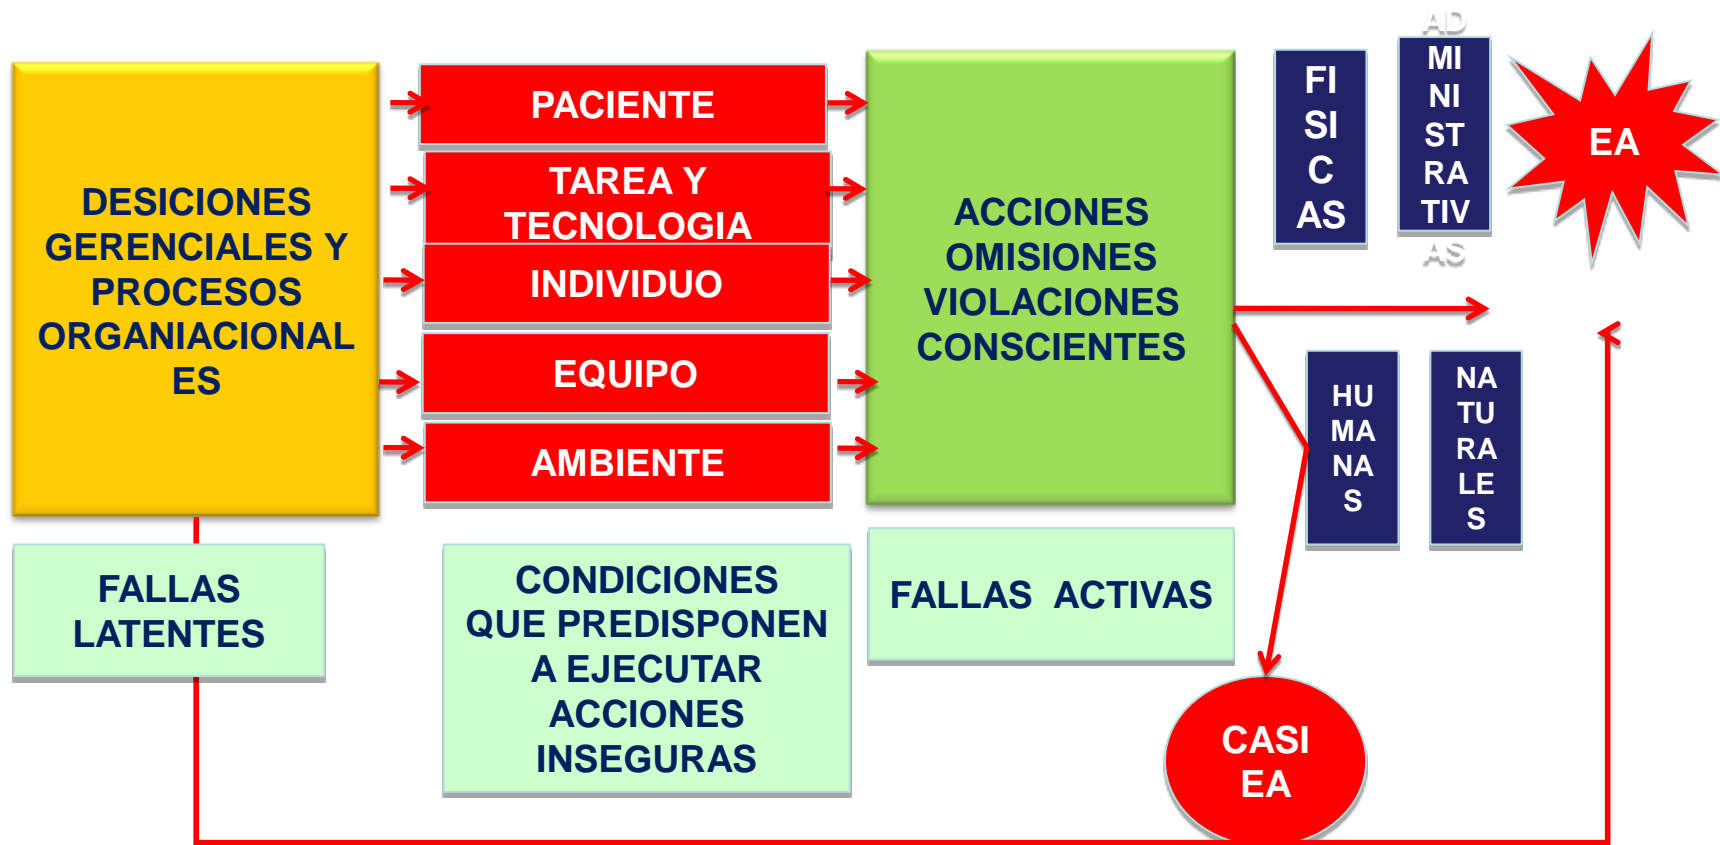 DESICIONES
GERENCIALES Y
PROCESOS
ORGANIACIONAL
ES
PACIENTE
TAREA Y
TECNOLOGIA
INDIVIDUO
EQUIPO
AMBIENTE
ACCIONES
OMISIONES
VIOLACIONES
CONSCIENTES
FI
SI
C
AS
AD
MI
NI
ST
RA
TIV
AS
EA
HU
MA
NA
S
NA
TU
RA
LE
S
FALLAS
LATENTES
CONDICIONES
QUE PREDISPONEN
A EJECUTAR
ACCIONES
INSEGURAS
FALLAS ACTIVAS
CASI
EA